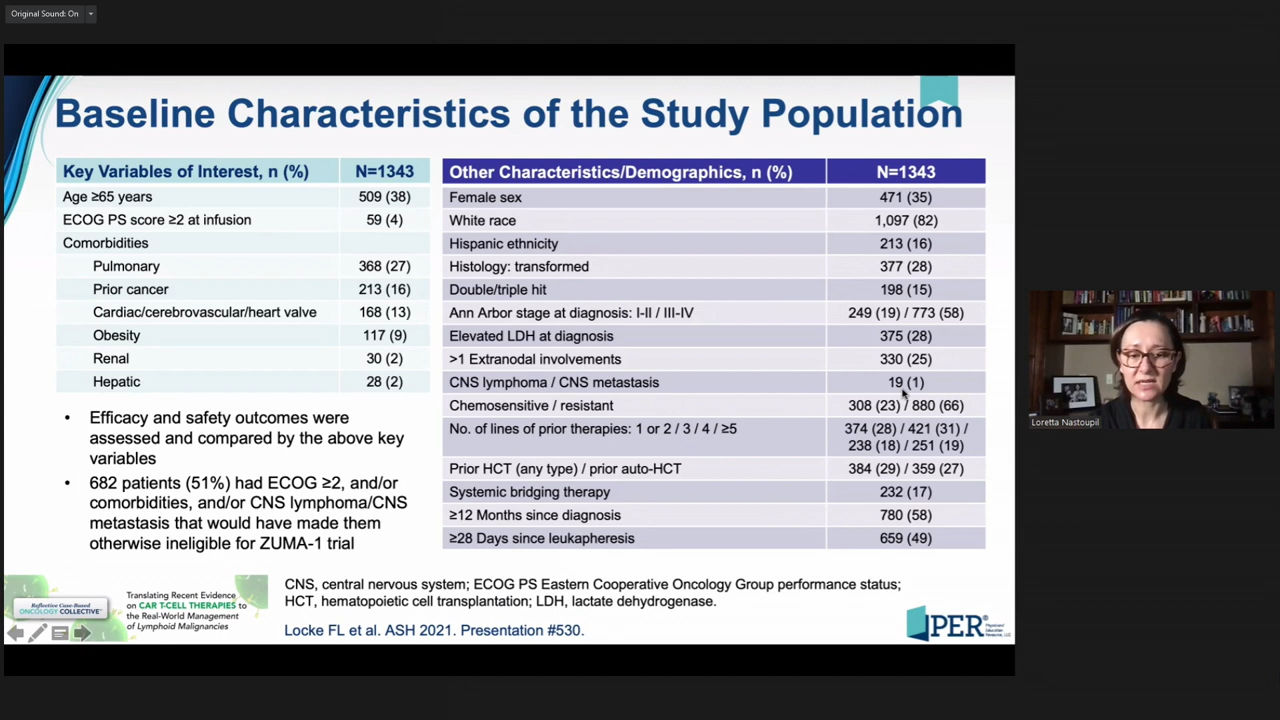 Original Sound: On
Baseline Characteristics of the Study Population
Key Variables of Interest, n (%) N=1343
Age ≥65 years 509 (38)
ECOG PS score ≥2 at infusion 59 (4)
Comorbidities
Pulmonary 368 (27)
Prior cancer 213 (16)
Cardiac/cerebrovascular/heart valve 168 (13)
Obesity 117 (9)
Renal 30 (2)
Hepatic 28 (2)
• Efficacy and safety outcomes were
assessed and compared by the above key
variables
• 682 patients (51%) had ECOG ≥2, and/or
comorbidities, and/or CNS lymphoma/CNS
metastasis that would have made them
otherwise ineligible for ZUMA-1 trial
Other Characteristics/Demographics, n (%) N=1343
Female sex 471 (35)
White race 1,097 (82)
Hispanic ethnicity 213 (16)
Histology: transformed 377 (28)
Double/triple hit 198 (15)
Ann Arbor stage at diagnosis: I-II / III-IV 249 (19) / 773 (58)
Elevated LDH at diagnosis 375 (28)
>1 Extranodal involvements 330 (25)
CNS lymphoma / CNS metastasis 19 (1)
Chemosensitive / resistant 308 (23) / 880 (66)
No. of lines of prior therapies: 1 or 2 / 3 / 4 / ≥5 374 (28) / 421 (31) /
238 (18) / 251 (19)
Prior HCT (any type) / prior auto-HCT 384 (29) / 359 (27)
Systemic bridging therapy 232 (17)
≥12 Months since diagnosis 780 (58)
≥28 Days since leukapheresis 659 (49)
CNS, central nervous system; ECOG PS Eastern Cooperative Oncology Group performance status;
HCT, hematopoietic cell transplantation; LDH, lactate dehydrogenase.
Locke FL et al. ASH 2021. Presentation #530.
Reflective Case-Based
ONCOLOGY COLLECTIVE
Translating Recent Evidence
on CAR T-CELL THERAPIES to
the Real-World Management
of Lymphoid Malignancies
PER®
Loretta Nastoupil